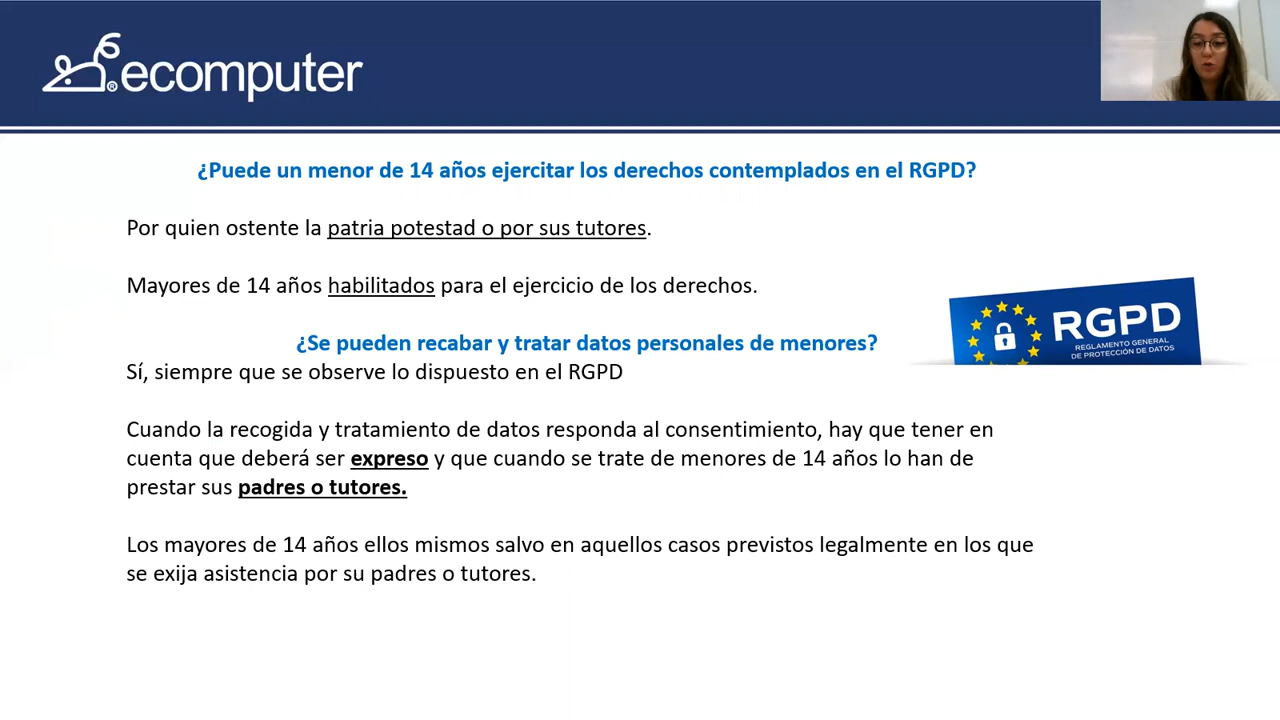 ecomputer
¿Puede un menor de 14 años ejercitar los derechos contemplados en el RGPD?
Por quien ostente la patria potestad o por sus tutores.
Mayores de 14 años habilitados para el ejercicio de los derechos.
¿Se pueden recabar y tratar datos personales de menores?
Sí, siempre que se observe lo dispuesto en el RGPD
RGPD
REGLAMENTO GENERAL
DE PROTECCIÓN DE DATOS
Cuando la recogida y tratamiento de datos responda al consentimiento, hay que tener en
cuenta que deberá ser expreso y que cuando se trate de menores de 14 años lo han de
prestar sus padres o tutores.
Los mayores de 14 años ellos mismos salvo en aquellos casos previstos legalmente en los que
se exija asistencia por su padres o tutores.